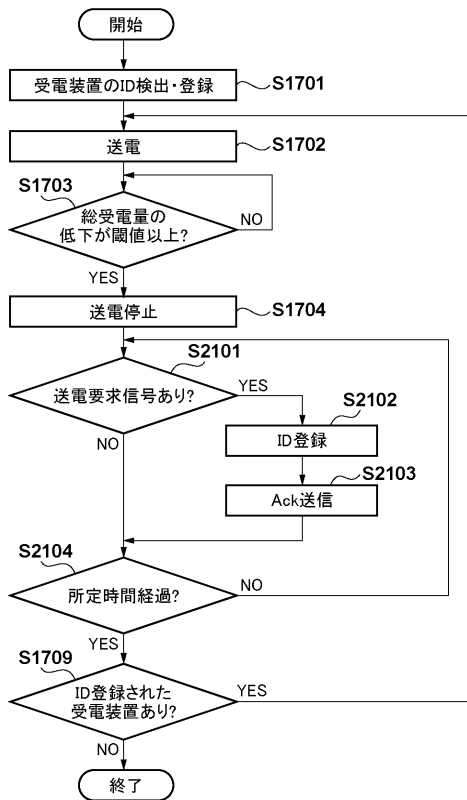 開始
受電装置のID検出・登録
S1701
送電
S1702
S1703
総受電量の
低下が閾値以上?
NO
YES
送電停止
S1704
S2101
送電要求信号あり?
YES
NO
S2102
ID登録
S2103
Ack送信
S2104
所定時間経過?
NO
YES
S1709
ID登録された
受電装置あり?
YES
NO
終了